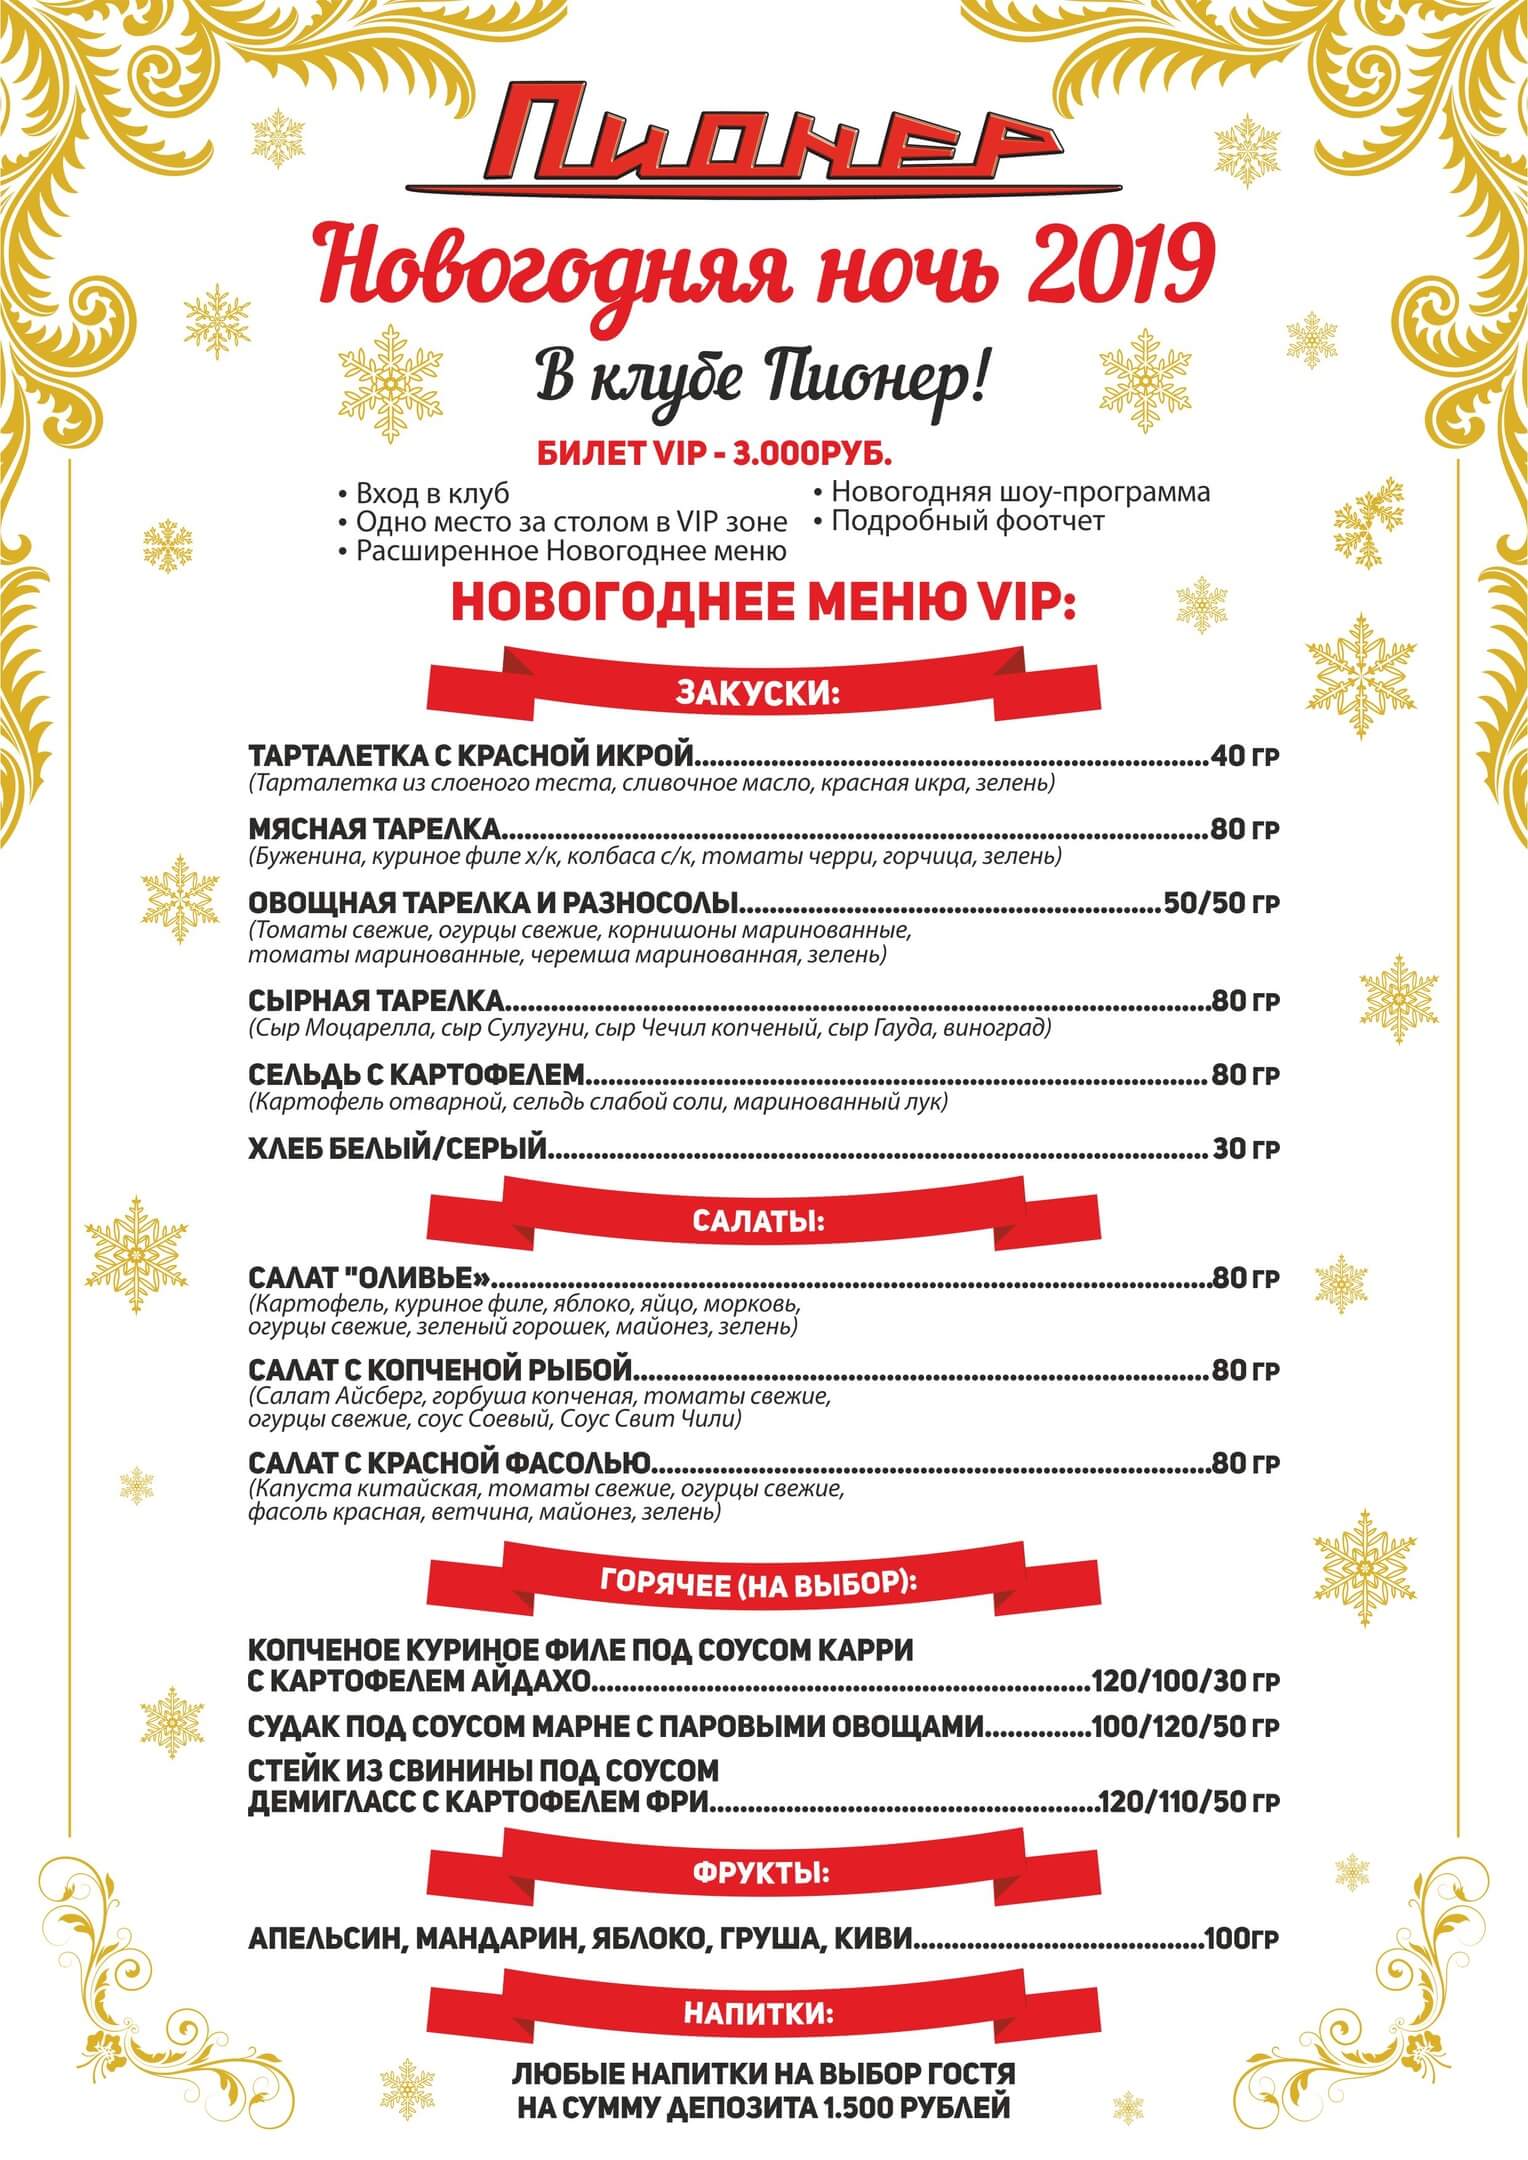 Пионер
Новогодняя ночь 2019
В клубе Пионер!
БИЛЕТ VIP - 3.000РУБ.
• Вход в клуб
• Одно место за столом в VIP зоне
• Расширенное Новогоднее меню
• Новогодняя шоу-программа
• Подробный фоотчет
НОВОГОДНЕЕ МЕНЮ VIP:
ЗАКУСКИ:
ТАРТАЛЕТКА С КРАСНОЙ ИКРОЙ....................40 ГР
(Тарталетка из слоеного теста, сливочное масло, красная икра, зелень)
МЯСНАЯ ТАРЕЛКА....................80 ГР
(Буженина, куриное филе х/к, колбаса с/к, томаты черри, горчица, зелень)
ОВОЩНАЯ ТАРЕЛКА И РАЗНОСОЛЫ....................50/50 ГР
(Томаты свежие, огурцы свежие, корнишоны маринованные,
томаты маринованные, черемша маринованная, зелень)
СЫРНАЯ ТАРЕЛКА....................80 ГР
(Сыр Моцарелла, сыр Сулугуни, сыр Чечил копченый, сыр Гауда, виноград)
СЕЛЬДЬ С КАРТОФЕЛЕМ....................80 ГР
(Картофель отварной, сельдь слабой соли, маринованный лук)
ХЛЕБ БЕЛЫЙ/СЕРЫЙ....................30 ГР
САЛАТЫ:
САЛАТ "ОЛИВЬЕ»....................80 ГР
(Картофель, куриное филе, яблоко, яйцо, морковь,
огурцы свежие, зеленый горошек, майонез, зелень)
САЛАТ С КОПЧЕНОЙ РЫБОЙ....................80 ГР
(Салат Айсберг, горбуша копченая, томаты свежие,
огурцы свежие, соус Соевый, Соус Свит Чили)
САЛАТ С КРАСНОЙ ФАСОЛЬЮ....................80 ГР
(Капуста китайская, томаты свежие, огурцы свежие,
фасоль красная, ветчина, майонез, зелень)
ГОРЯЧЕЕ (НА ВЫБОР):
КОПЧЕНОЕ КУРИНОЕ ФИЛЕ ПОД СОУСОМ КАРРИ
С КАРТОФЕЛЕМ АЙДАХО....................120/100/30 ГР
СУДАК ПОД СОУСОМ МАРНЕ С ПАРОВЫМИ ОВОЩАМИ..............100/120/50 ГР
СТЕЙК ИЗ СВИНИНЫ ПОД СОУСОМ
ДЕМИГЛАСС С КАРТОФЕЛЕМ ФРИ....................120/110/50 ГР
ФРУКТЫ:
АПЕЛЬСИН, МАНДАРИН, ЯБЛОКО, ГРУША, КИВИ....................100ГР
НАПИТКИ:
ЛЮБЫЕ НАПИТКИ НА ВЫБОР ГОСТЯ
НА СУММУ ДЕПОЗИТА 1.500 РУБЛЕЙ